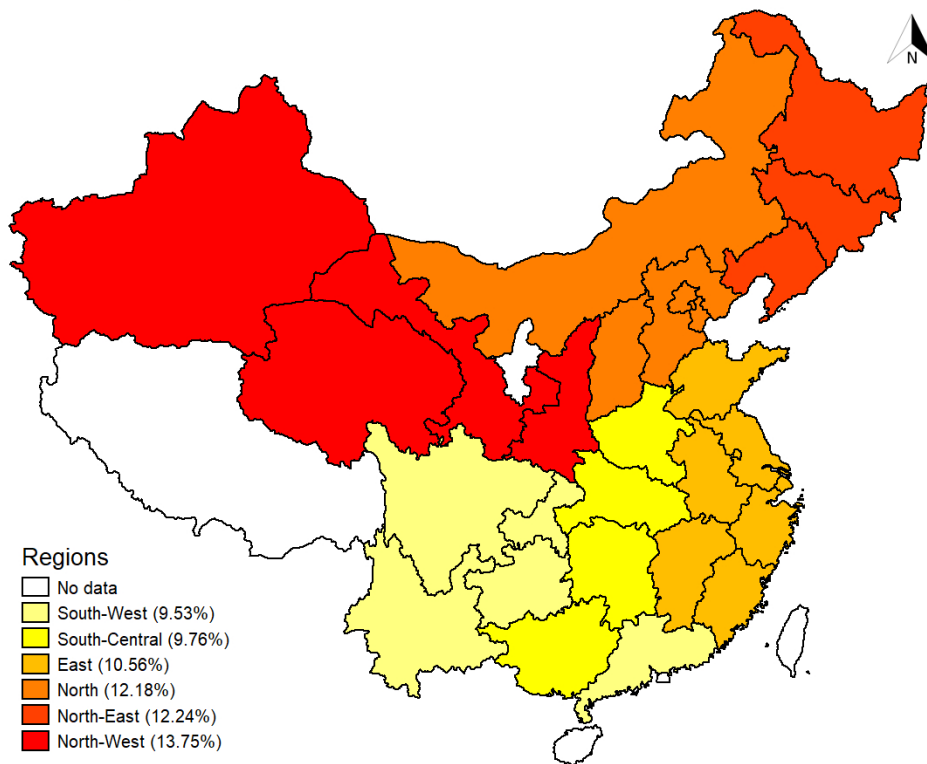 N
Regions
No data
South-West (9.53%)
South-Central (9.76%)
East (10.56%)
North (12.18%)
North-East (12.24%)
North-West (13.75%)